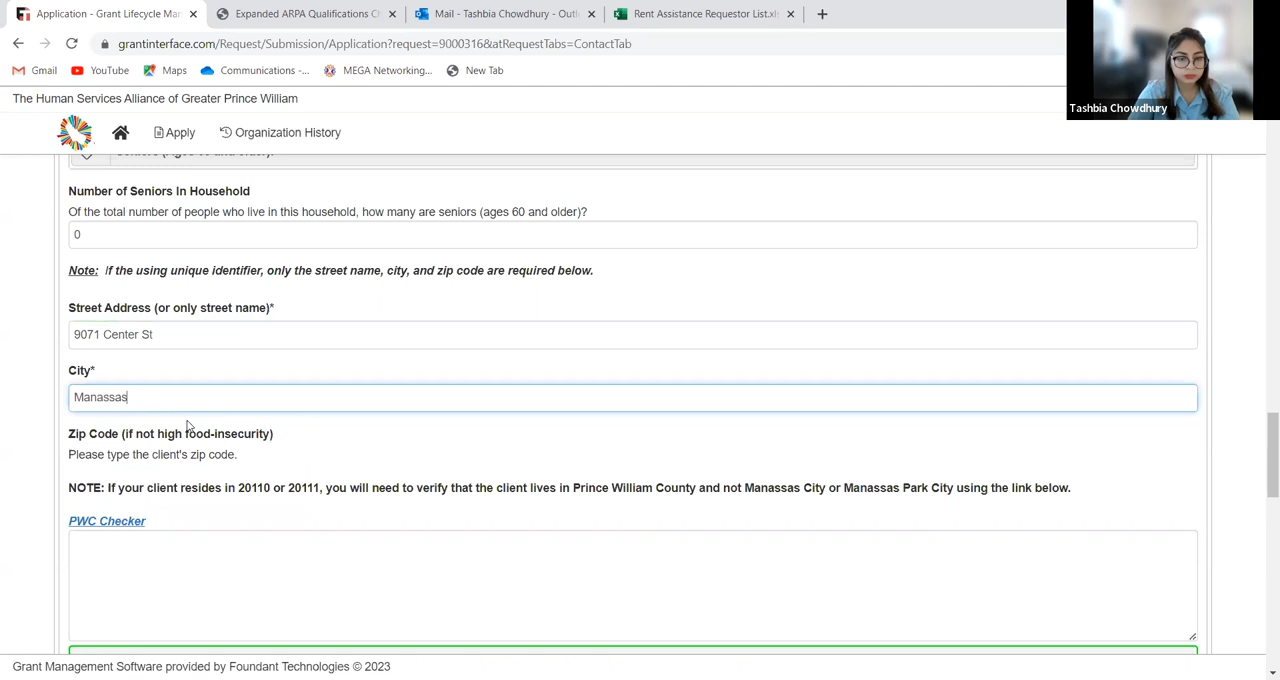 Application - Grant Lifecycle Mar
Expanded ARPA Qualifications C
Mail - Tashbia Chowdhury - Outl
Rent Assistance Requestor List.xls
grantinterface.com/Request/Submission/Application?request=9000316&atRequestTabs=ContactTab
Gmail
YouTube
Maps
Communications -...
MEGA Networking...
New Tab
Tashbia Chowdhury
The Human Services Alliance of Greater Prince William
Apply
Organization History
Number of Seniors In Household
Of the total number of people who live in this household, how many are seniors (ages 60 and older)?
0
Note: If the using unique identifier, only the street name, city, and zip code are required below.
Street Address (or only street name)*
9071 Center St
City*
Manassas
Zip Code (if not high food-insecurity)
Please type the client's zip code.
NOTE: If your client resides in 20110 or 20111, you will need to verify that the client lives in Prince William County and not Manassas City or Manassas Park City using the link below.
PWC Checker
Grant Management Software provided by Foundant Technologies © 2023